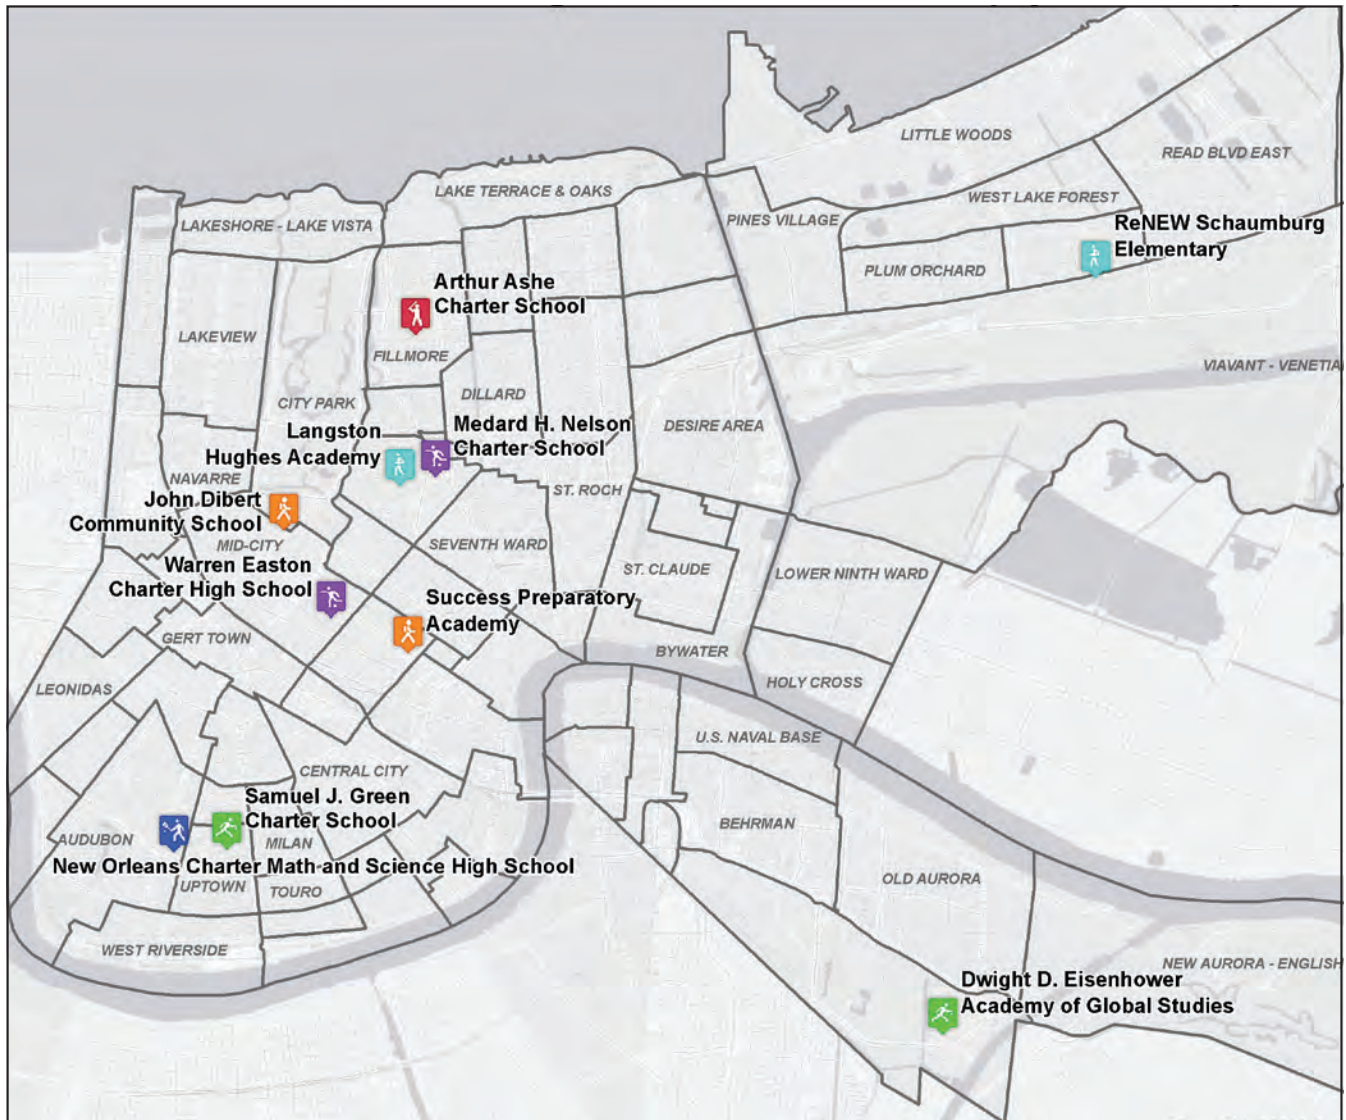 LITTLE WOODS
READ BLVD EAST
LAKE TERRACE & OAKS
WEST LAKE FOREST
LAKESHORE - LAKE VISTA
PINES VILLAGE
ReNEW Schaumburg
Elementary
PLUM ORCHARD
Arthur Ashe
Charter School
LAKEVIEW
FILLMORE
VIAVANT - VENETIA
CITY PARK
DILLARD
Langston
Hughes Academy
Medard H. Nelson
Charter School
DESIRE AREA
NAVARRE
ST. ROCH
John Dibert
Community School
MID-CITY
SEVENTH WARD
Warren Easton
Charter High School
ST. CLAUDE
LOWER NINTH WARD
Success Preparatory
Academy
GERT TOWN
BYWATER
LEONIDAS
HOLY CROSS
U.S. NAVAL BASE
CENTRAL CITY
Samuel J. Green
Charter School
BEHRMAN
AUDUBON
MILAN
New Orleans Charter Math and Science High School
UPTOWN
TOURO
OLD AURORA
WEST RIVERSIDE
NEW AURORA - ENGLISH
Dwight D. Eisenhower
Academy of Global Studies